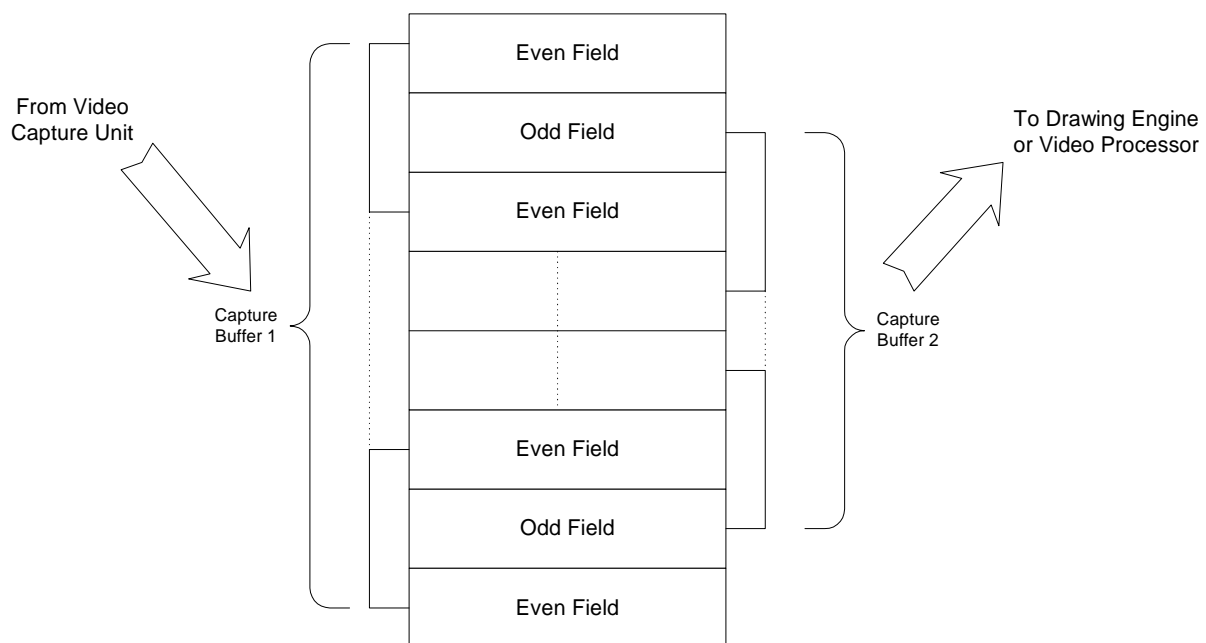 Even Field
From Video
Capture Unit
Odd Field
To Drawing Engine
or Video Processor
Even Field
Capture
Buffer 1
Capture
Buffer 2
Even Field
Odd Field
Even Field